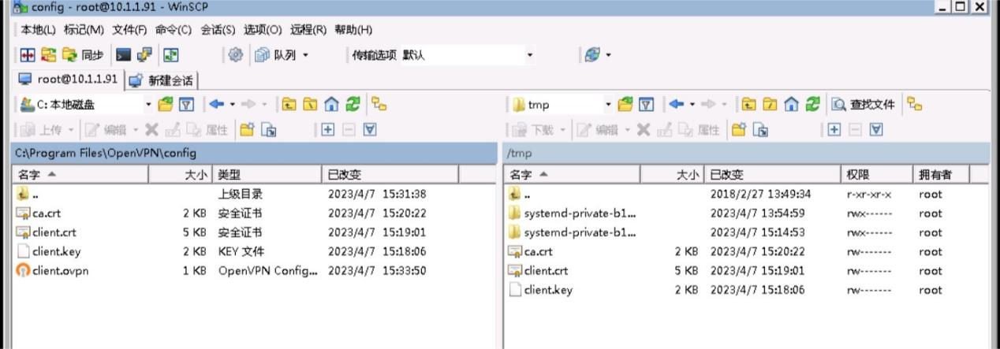 config - root@10.1.1.91 - WinSCP
本地(L) 标记(M) 文件(F) 命令(C) 会话(S) 选项(O) 远程(R) 帮助(H)
同步 队列 传输选项 默认
root@10.1.1.91 新建会话
C: 本地磁盘 tmp 查找文件
上传 编辑 属性 下载 编辑 属性
C:\Program Files\OpenVPN\config /tmp
名字 大小 类型 已改变 名字 大小 已改变 权限 拥有者
.. 上级目录 2023/4/7 15:31:38 .. 2018/2/27 13:49:34 r-xr-xr-x root
ca.crt 2 KB 安全证书 2023/4/7 15:20:22 systemd-private-b1... 2023/4/7 13:54:59 rwx------ root
client.crt 5 KB 安全证书 2023/4/7 15:19:01 systemd-private-b1... 2023/4/7 15:14:53 rwx------ root
client.key 2 KB KEY 文件 2023/4/7 15:18:06 ca.crt 2 KB 2023/4/7 15:20:22 rw------- root
client.ovpn 1 KB OpenVPN Config... 2023/4/7 15:33:50 client.crt 5 KB 2023/4/7 15:19:01 rw------- root
client.key 2 KB 2023/4/7 15:18:06 rw------- root